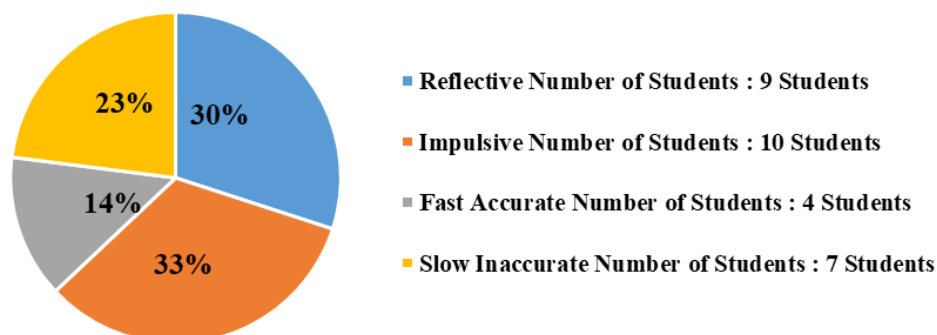 23%
30%
14%
33%
Reflective Number of Students : 9 Students
Impulsive Number of Students : 10 Students
Fast Accurate Number of Students : 4 Students
Slow Inaccurate Number of Students : 7 Students